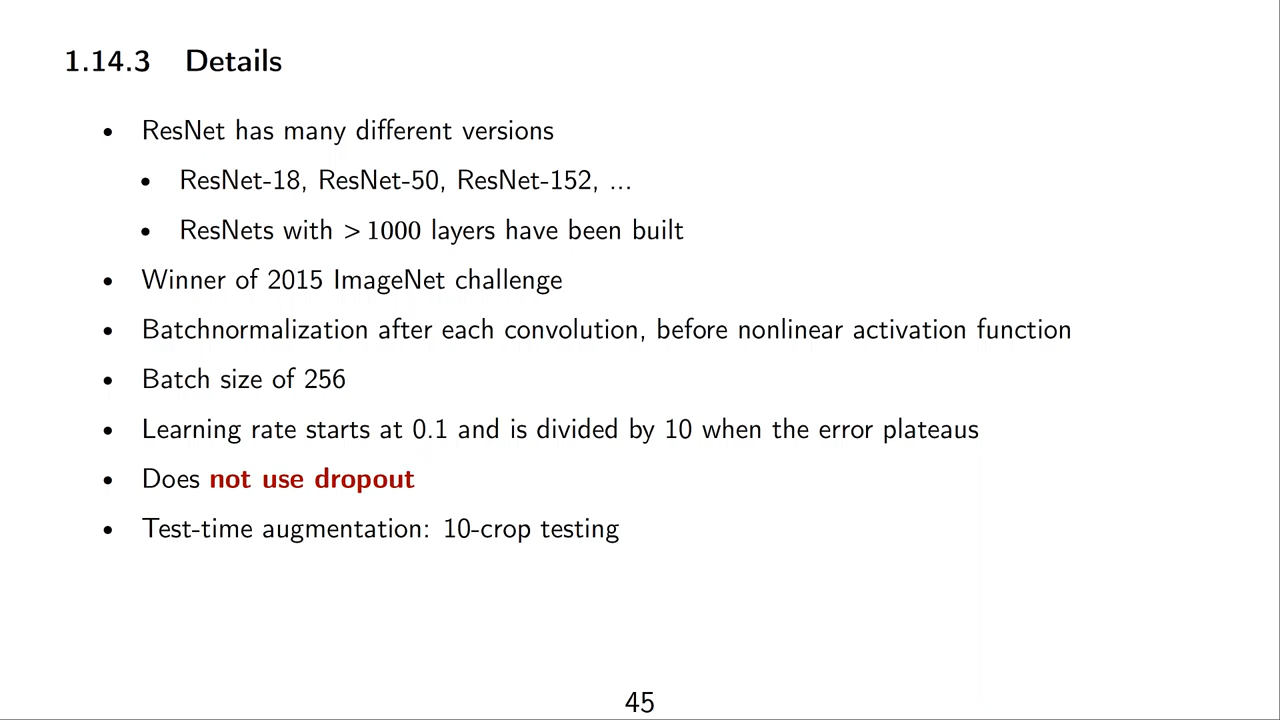 1.14.3 Details
• ResNet has many different versions
• ResNet-18, ResNet-50, ResNet-152, ...
• ResNets with > 1000 layers have been built
• Winner of 2015 ImageNet challenge
• Batchnormalization after each convolution, before nonlinear activation function
• Batch size of 256
• Learning rate starts at 0.1 and is divided by 10 when the error plateaus
• Does not use dropout
• Test-time augmentation: 10-crop testing
45